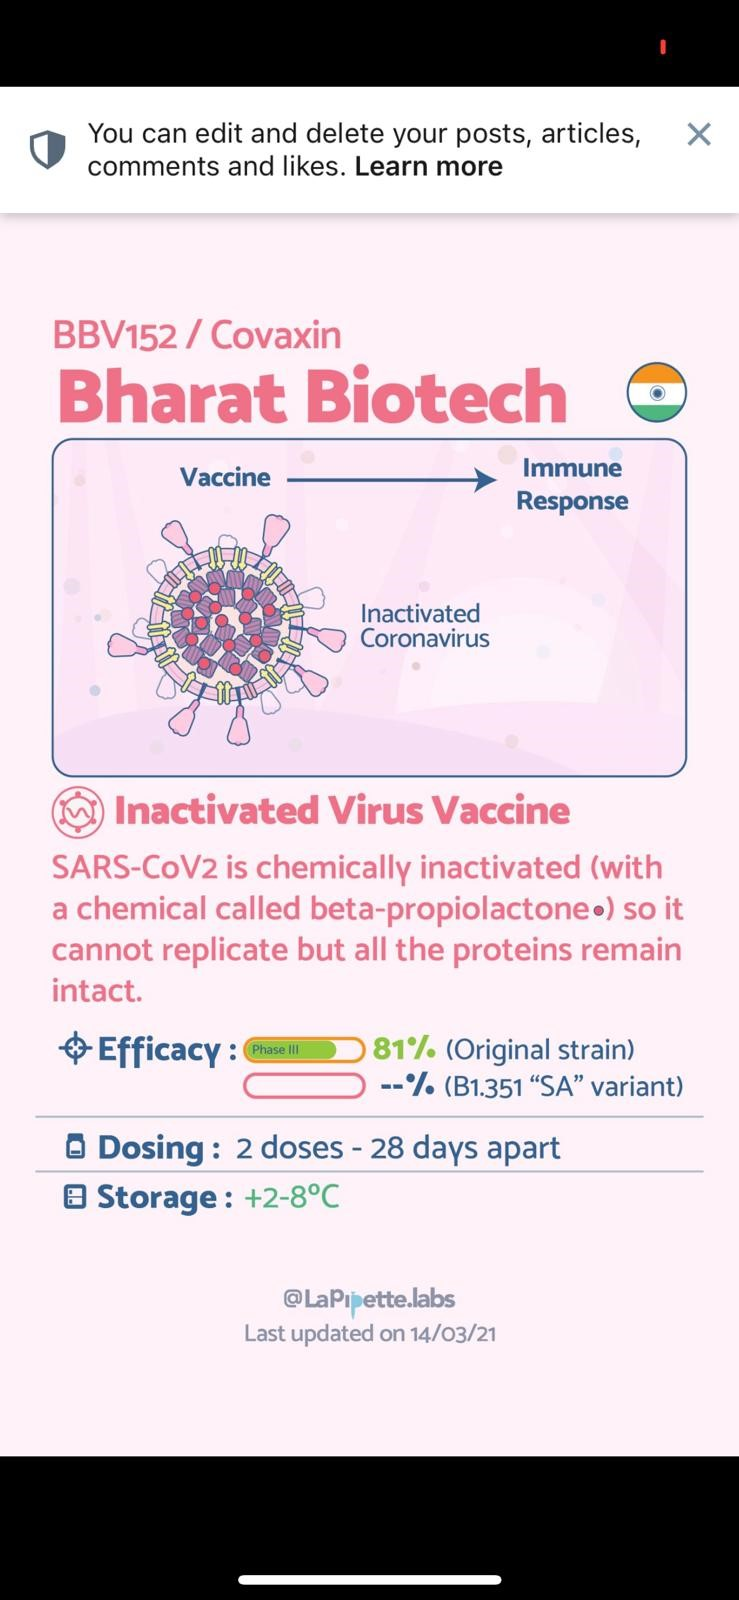 You can edit and delete your posts, articles,
comments and likes. Learn more
BBV152 / Covaxin
Bharat Biotech
Vaccine
Immune
Response
Inactivated
Coronavirus
Inactivated Virus Vaccine
SARS-CoV2 is chemically inactivated (with
a chemical called beta-propiolactone) so it
cannot replicate but all the proteins remain
intact.
Efficacy : Phase III 81% (Original strain)
--% (B1.351 “SA” variant)
Dosing : 2 doses - 28 days apart
Storage : +2-8ºC
@LaPipette.labs
Last updated on 14/03/21